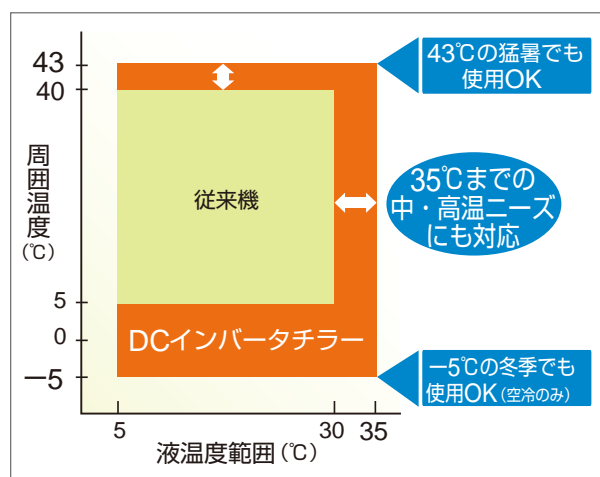 43
40
周囲温度
(℃)
5
0
−5
従来機
DCインバータチラー
43℃の猛暑でも
使用OK
35℃までの
中・高温ニーズ
にも対応
−5℃の冬季でも
使用OK(空冷のみ)
5
30
35
液温度範囲(℃)